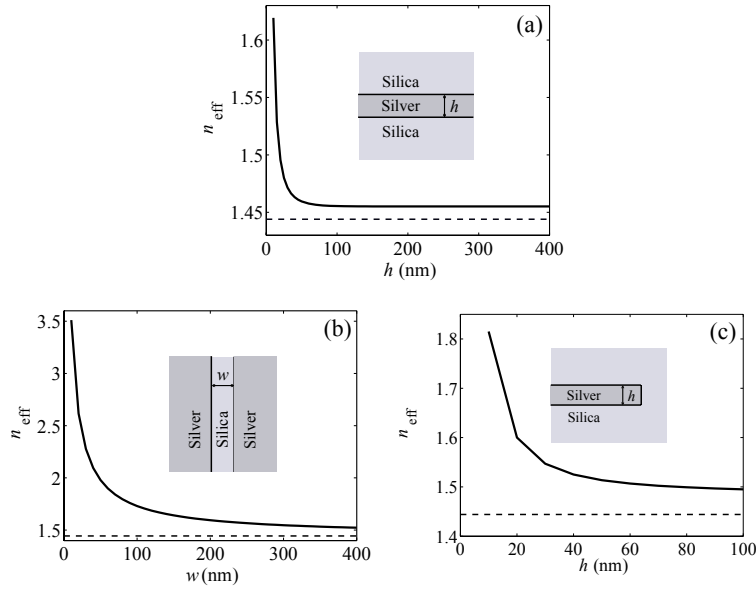 (a)
1.6
1.55
1.5
1.45
n eff
Silica
Silver
h
Silica
0 100 200 300 400
h (nm)
(b)
3.5
3
2.5
2
1.5
n eff
w
Silver
Silica
Silver
0 100 200 300 400
w (nm)
(c)
1.8
1.7
1.6
1.5
1.4
n eff
Silver
h
Silica
0 20 40 60 80 100
h (nm)